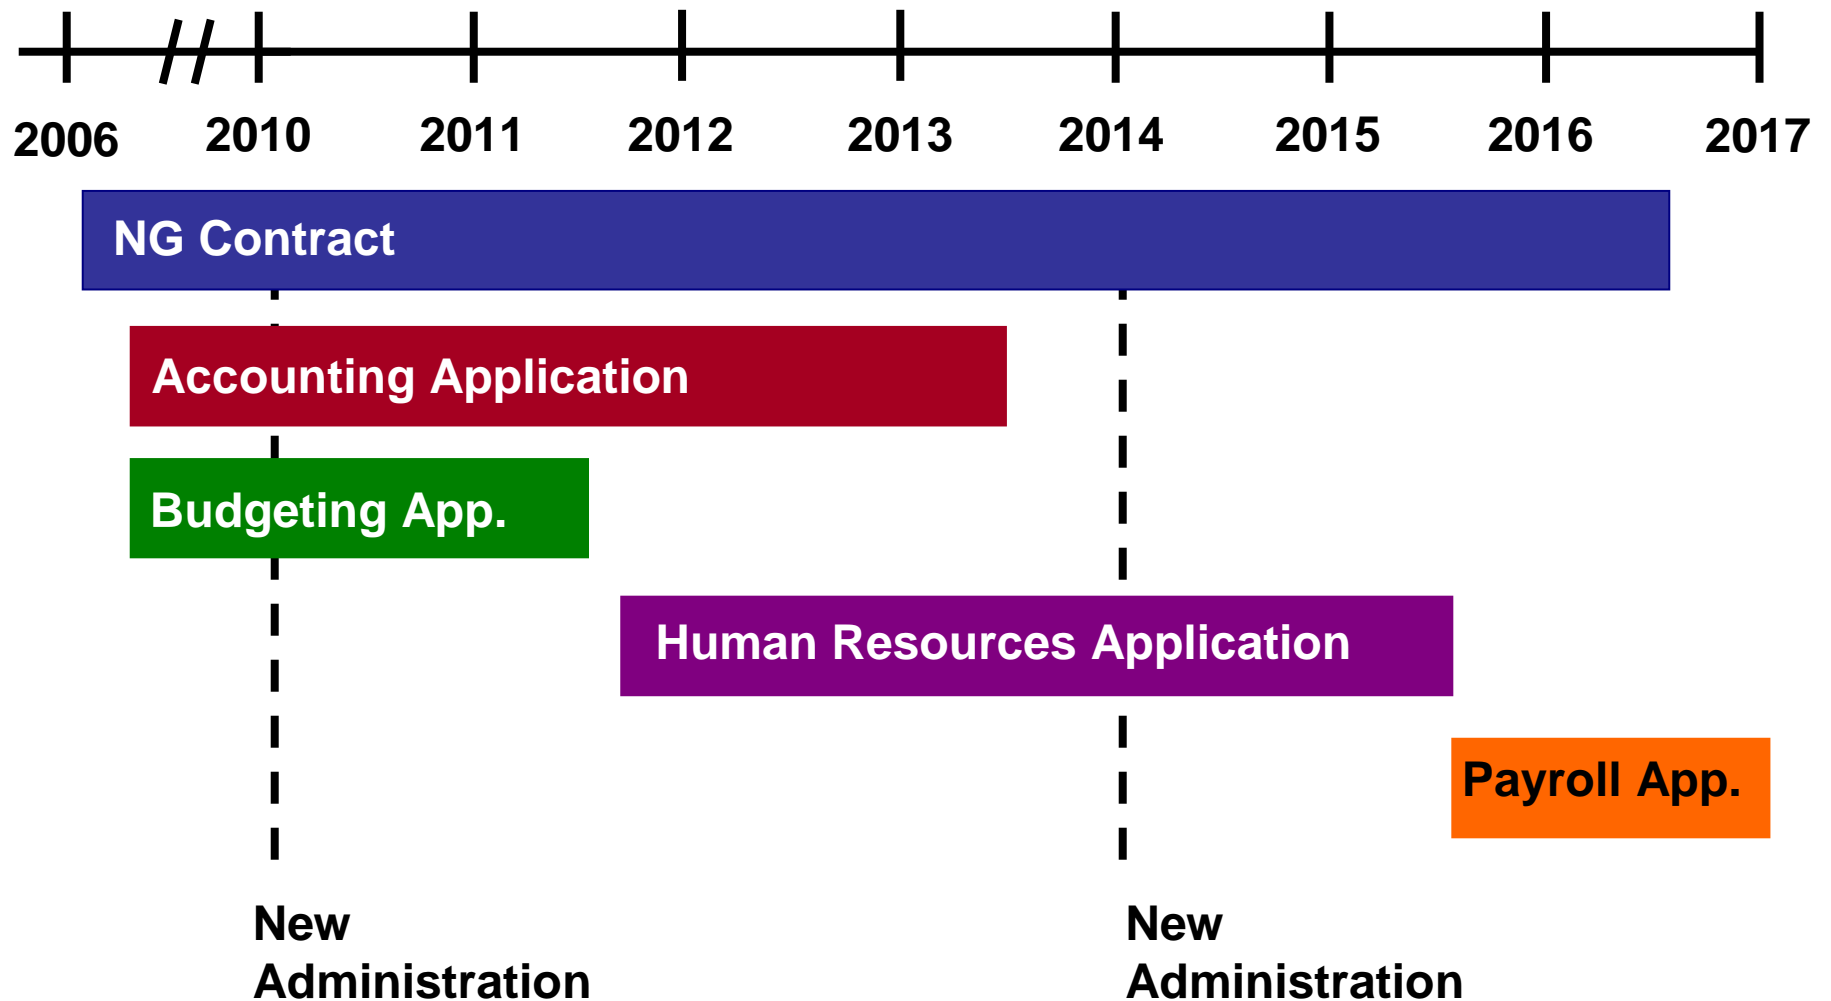 2006 2010 2011 2012 2013 2014 2015 2016 2017
NG Contract
Accounting Application
Budgeting App.
Human Resources Application
Payroll App.
New
Administration
New
Administration